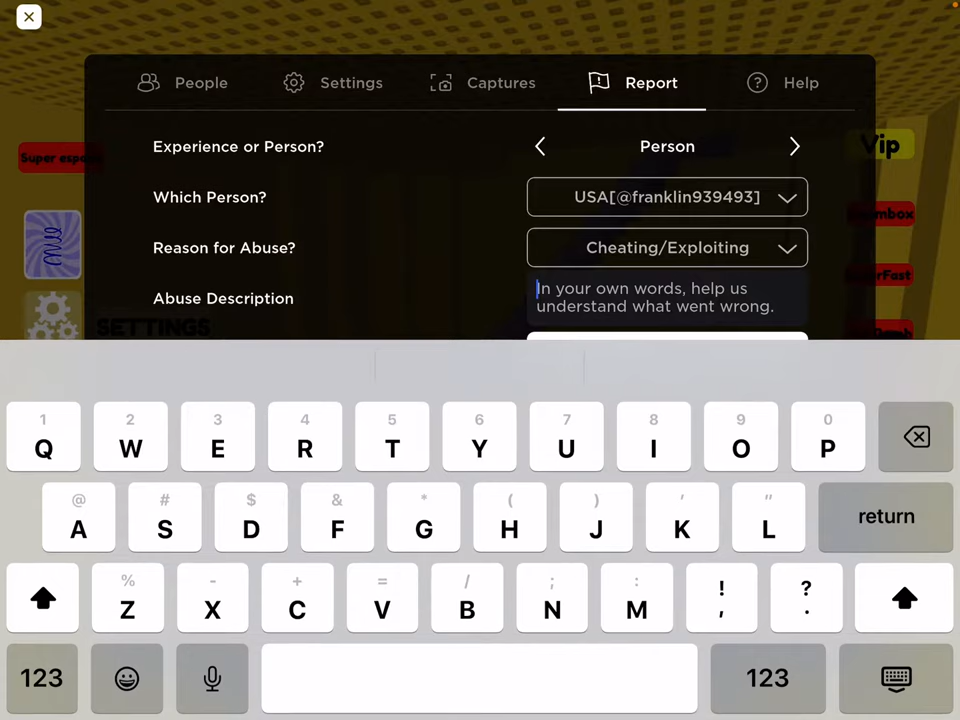 People Settings Captures Report Help
Experience or Person? Person
Vip
Which Person? USA[@franklin939493]
Reason for Abuse? Cheating/Exploiting
Abuse Description
In your own words, help us
understand what went wrong.
SETTINGS
Super
1 2 3 4 5 6 7 8 9 0
Q W E R T Y U I O P
@ # $ & * ( ) ' "
A S D F G H J K L return
% - + = / ; : ! ?
Z X C V B N M , .
123 123